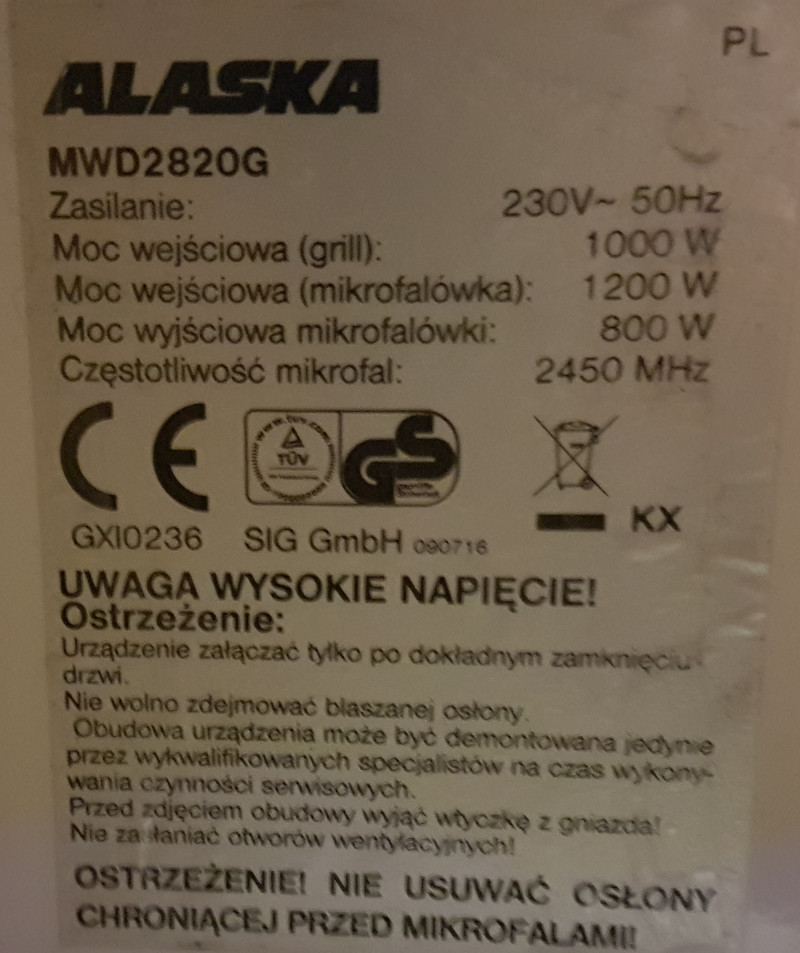 PL
ALASKA
MWD2820G
Zasilanie: 230V~ 50Hz
Moc wejściowa (grill): 1000 W
Moc wejściowa (mikrofalówka): 1200 W
Moc wyjściowa mikrofalówki: 800 W
Częstotliwość mikrofal: 2450 MHz
CE
www.tuv.com
TÜV
GS
KX
GXI0236 SIG GmbH 090716
UWAGA WYSOKIE NAPIĘCIE!
Ostrzeżenie:
Urządzenie załączać tylko po dokładnym zamknięciu
drzwi.
Nie wolno zdejmować blaszanej osłony.
Obudowa urządzenia może być demontowana jedynie
przez wykwalifikowanych specjalistów na czas wykony-
wania czynności serwisowych.
Przed zdjęciem obudowy wyjąć wtyczkę z gniazda!
Nie zasłaniać otworów wentylacyjnych!
OSTRZEŻENIE! NIE USUWAĆ OSŁONY
CHRONIĄCEJ PRZED MIKROFALAMI!